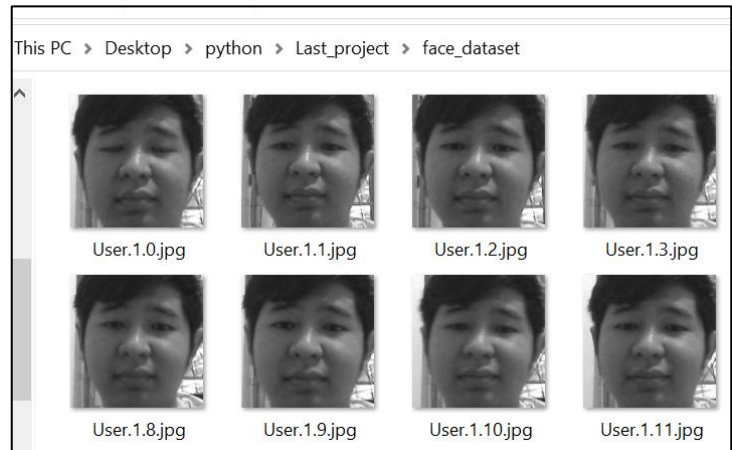 This PC > Desktop > python > Last_project > face_dataset
User.1.0.jpg User.1.1.jpg User.1.2.jpg User.1.3.jpg
User.1.8.jpg User.1.9.jpg User.1.10.jpg User.1.11.jpg